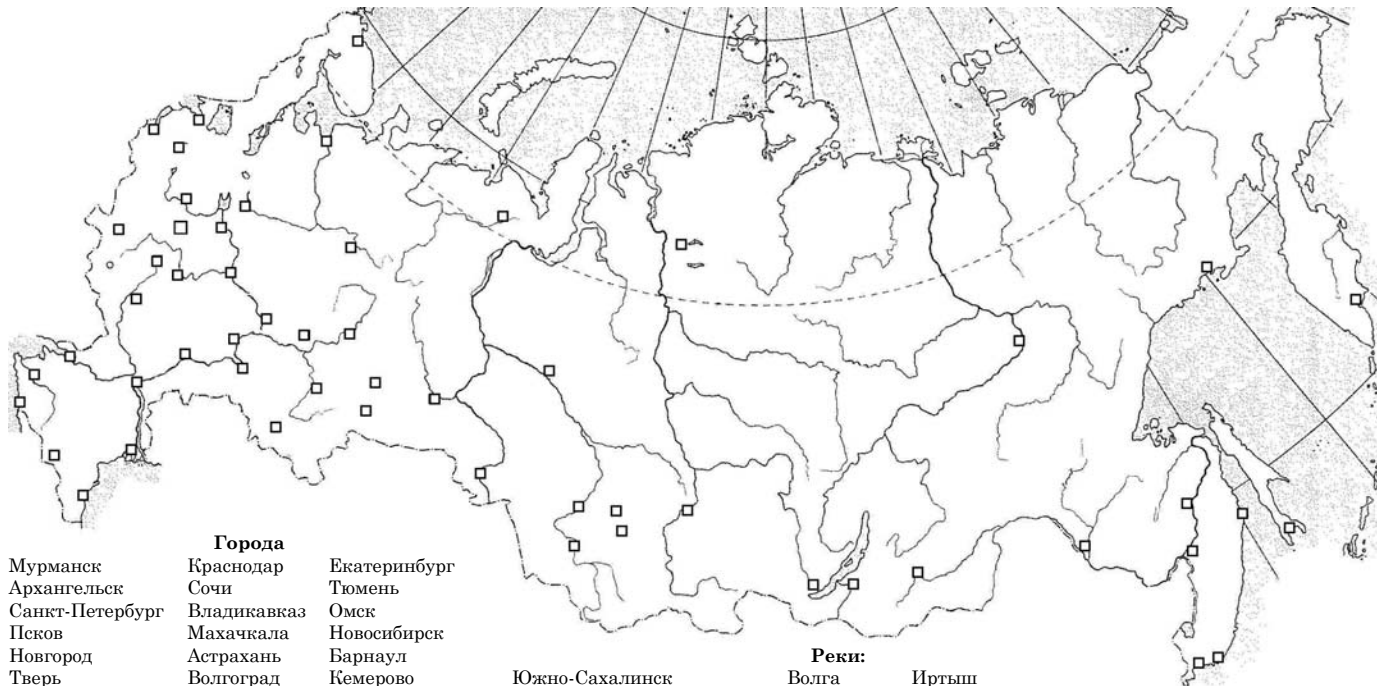 Города
Мурманск Краснодар Екатеринбург
Архангельск Сочи Тюмень
Санкт-Петербург Владикавказ Омск
Псков Махачкала Новосибирск
Новгород Астрахань Барнаул Реки:
Тверь Волгоград Кемерово Южно-Сахалинск Волга Иртыш